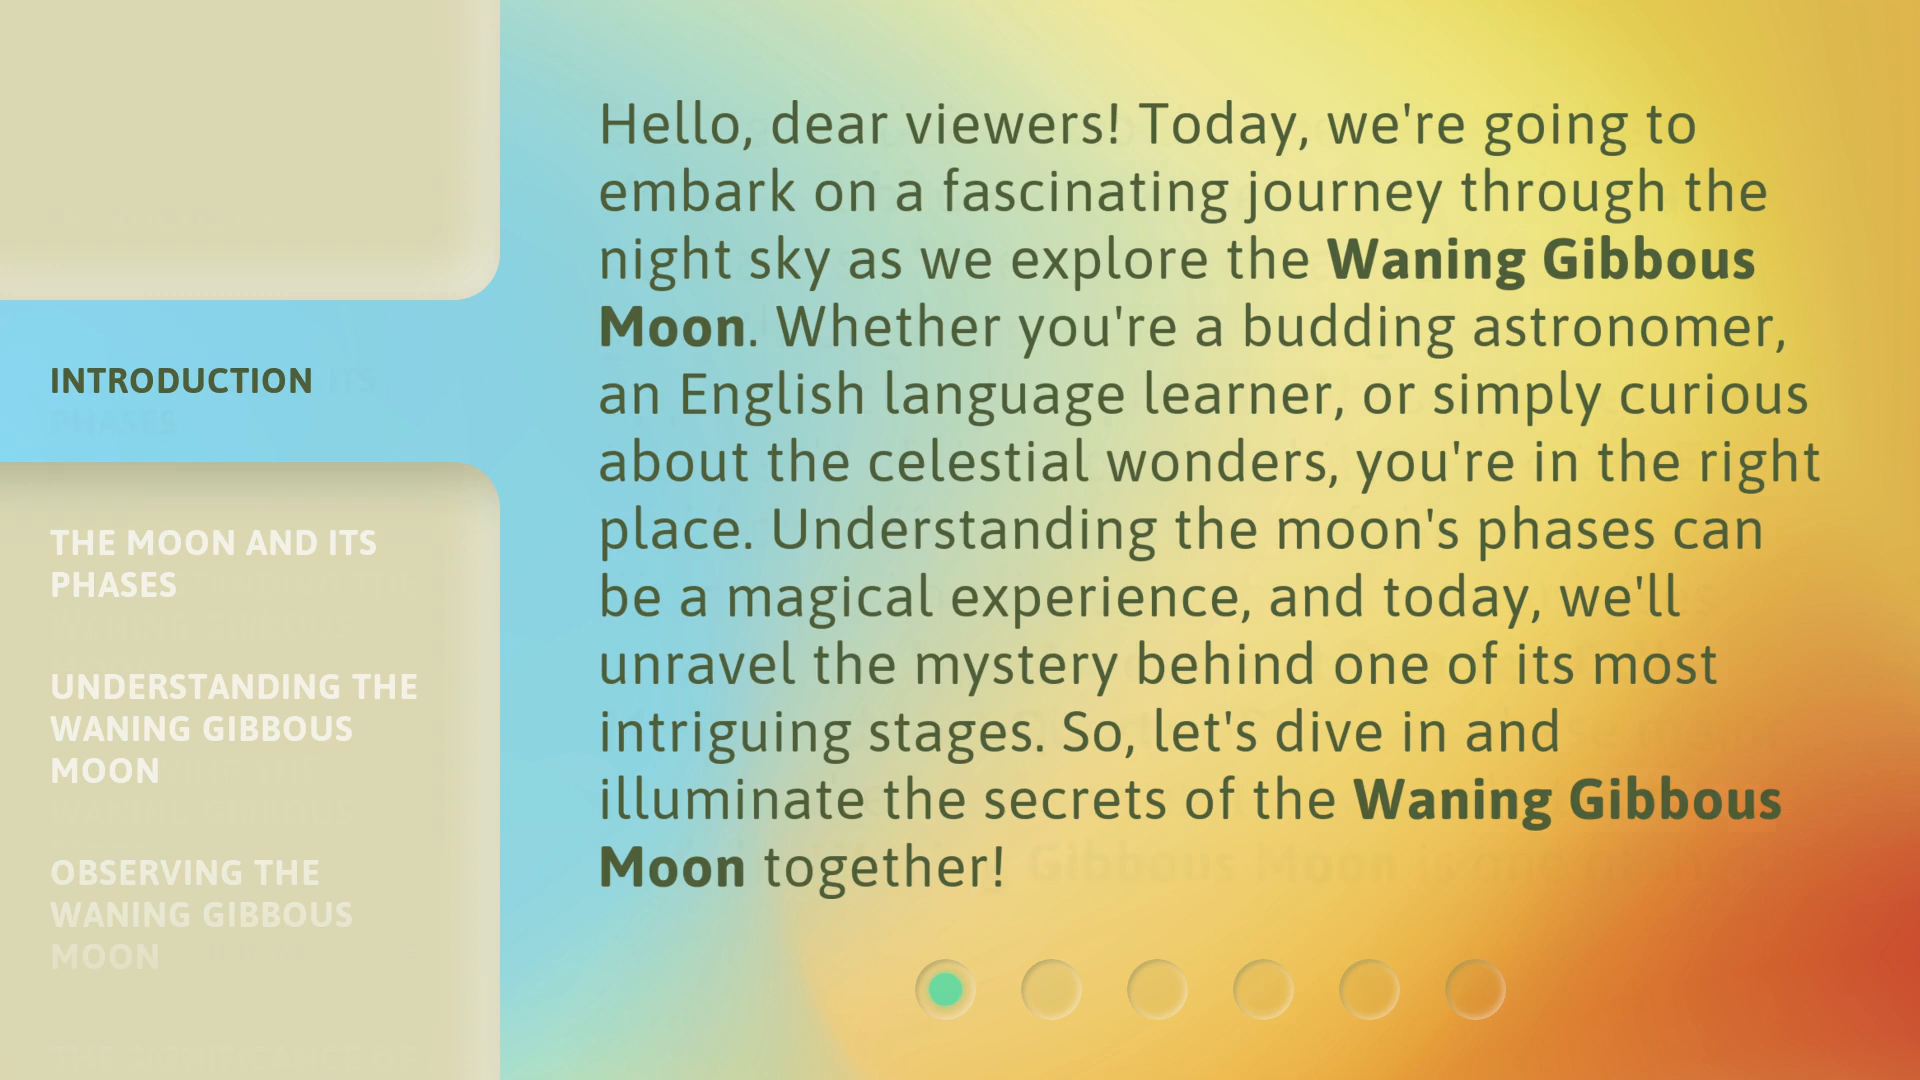 INTRODUCTION
THE MOON AND ITS
PHASES
UNDERSTANDING THE
WANING GIBBOUS
MOON
OBSERVING THE
WANING GIBBOUS
MOON
Hello, dear viewers! Today, we're going to
embark on a fascinating journey through the
night sky as we explore the Waning Gibbous
Moon. Whether you're a budding astronomer,
an English language learner, or simply curious
about the celestial wonders, you're in the right
place. Understanding the moon's phases can
be a magical experience, and today, we'll
unravel the mystery behind one of its most
intriguing stages. So, let's dive in and
illuminate the secrets of the Waning Gibbous
Moon together!